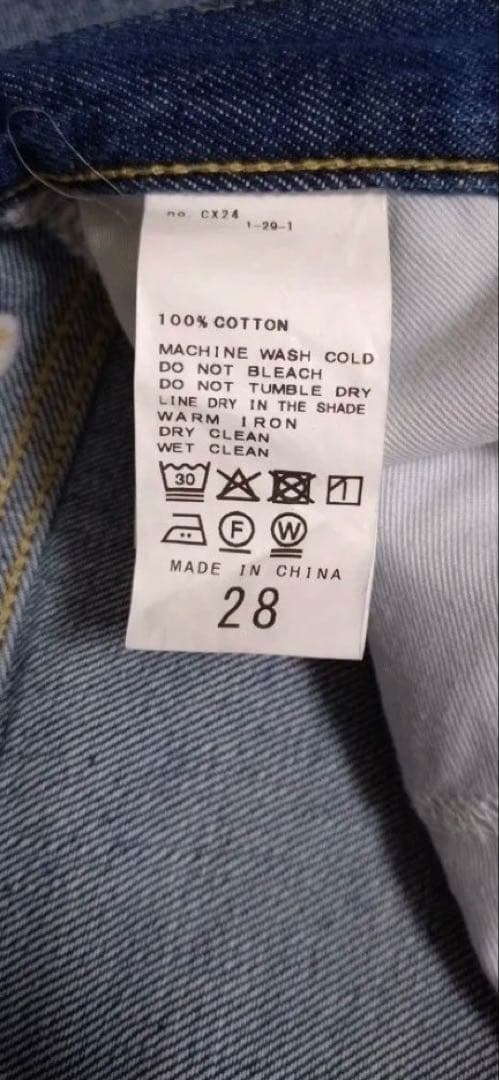 no. CX24
1-29-1
100% COTTON
MACHINE WASH COLD
DO NOT BLEACH
DO NOT TUMBLE DRY
LINE DRY IN THE SHADE
WARM IRON
DRY CLEAN
WET CLEAN
30
F W
MADE IN CHINA
28